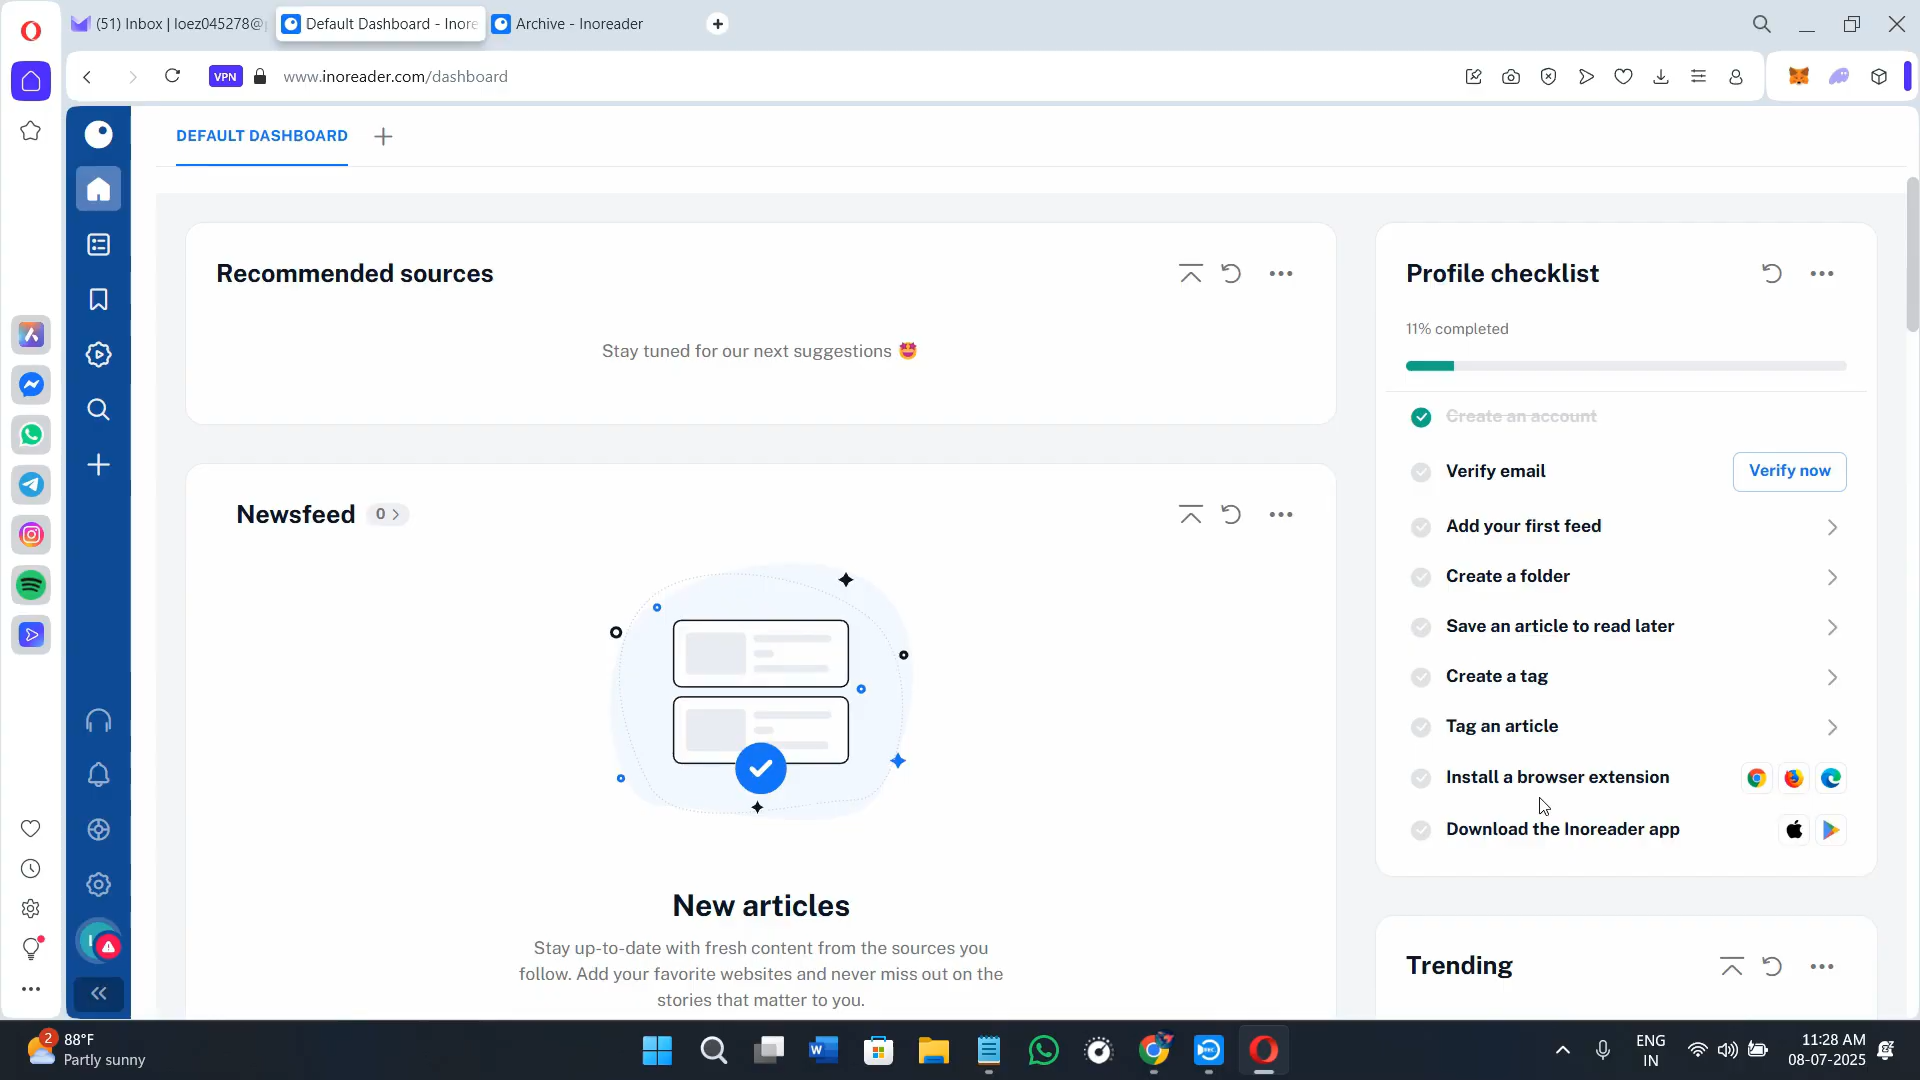 (51) Inbox | loez045278@
Default Dashboard - Inore
Archive - Inoreader
VPN
www.inoreader.com/dashboard
DEFAULT DASHBOARD
Recommended sources
Stay tuned for our next suggestions 🤩
Newsfeed 0
New articles
Stay up-to-date with fresh content from the sources you
follow. Add your favorite websites and never miss out on the
stories that matter to you.
Profile checklist
11% completed
Create an account
Verify email
Verify now
Add your first feed
Create a folder
Save an article to read later
Create a tag
Tag an article
Install a browser extension
Download the Inoreader app
Trending
2
88°F
Partly sunny
ENG
IN
11:28 AM
08-07-2025